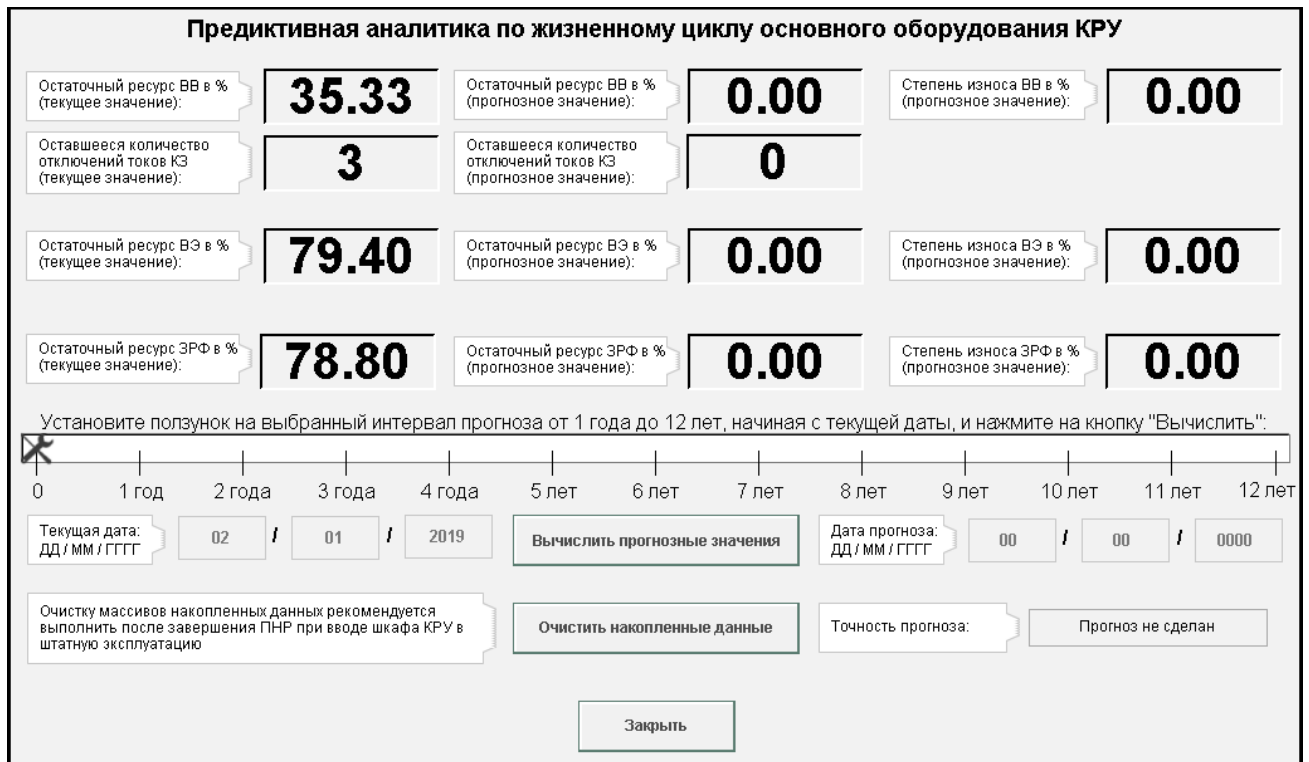 Предиктивная аналитика по жизненному циклу основного оборудования КРУ
Остаточный ресурс ВВ в %
(текущее значение):
35.33
Остаточный ресурс ВВ в %
(прогнозное значение):
0.00
Степень износа ВВ в %
(прогнозное значение):
0.00
Оставшееся количество
отключений токов КЗ
(текущее значение):
3
Оставшееся количество
отключений токов КЗ
(прогнозное значение):
0
Остаточный ресурс ВЭ в %
(текущее значение):
79.40
Остаточный ресурс ВЭ в %
(прогнозное значение):
0.00
Степень износа ВЭ в %
(прогнозное значение):
0.00
Остаточный ресурс ЗРФ в %
(текущее значение):
78.80
Остаточный ресурс ЗРФ в %
(прогнозное значение):
0.00
Степень износа ЗРФ в %
(прогнозное значение):
0.00
Установите ползунок на выбранный интервал прогноза от 1 года до 12 лет, начиная с текущей даты, и нажмите на кнопку "Вычислить":
0 1 год 2 года 3 года 4 года 5 лет 6 лет 7 лет 8 лет 9 лет 10 лет 11 лет 12 лет
Текущая дата:
ДД / ММ / ГГГГ
02 / 01 / 2019
Вычислить прогнозные значения
Дата прогноза:
ДД / ММ / ГГГГ
00 / 00 / 0000
Очистку массивов накопленных данных рекомендуется
выполнить после завершения ПНР при вводе шкафа КРУ в
штатную эксплуатацию
Очистить накопленные данные
Точность прогноза:
Прогноз не сделан
Закрыть